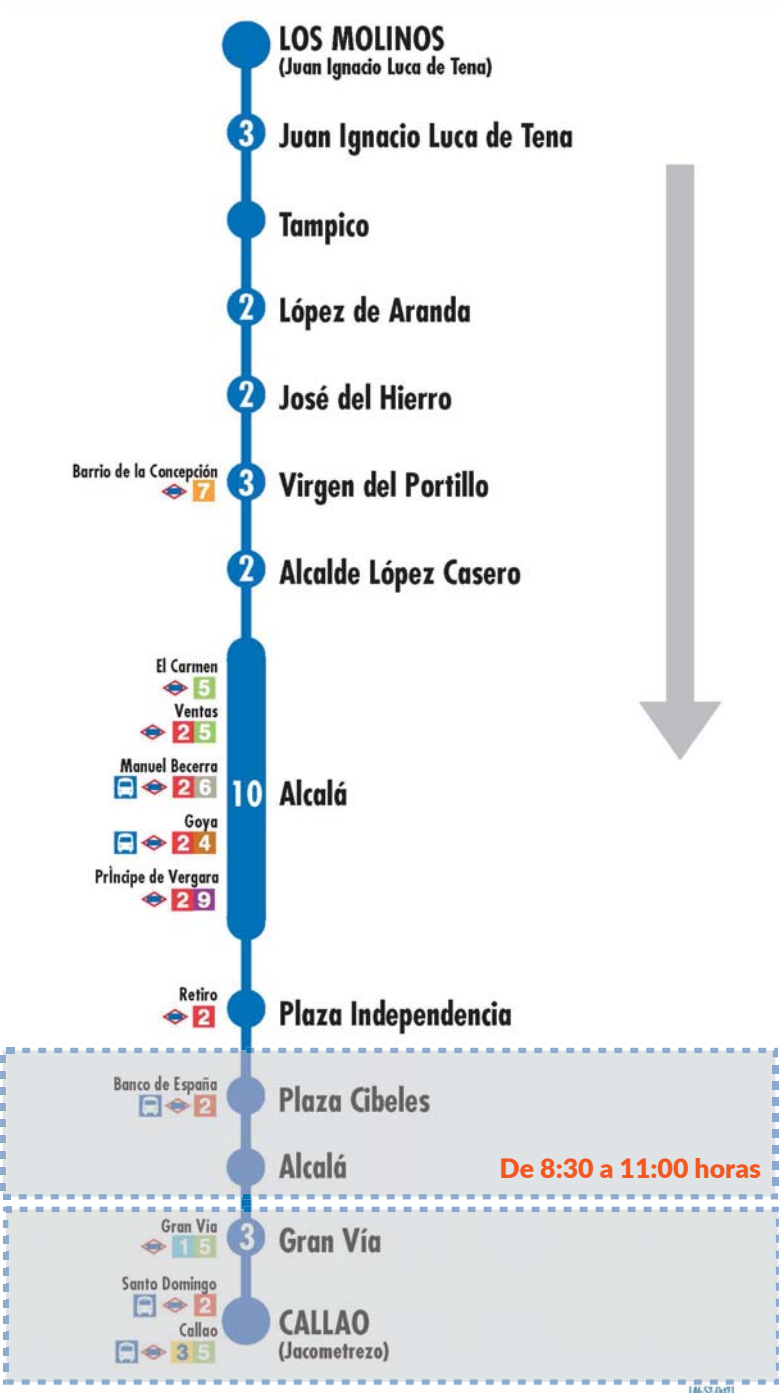 LOS MOLINOS
(Juan Ignacio Luca de Tena)
3 Juan Ignacio Luca de Tena
Tampico
2 López de Aranda
2 José del Hierro
Barrio de la Concepción
7
3 Virgen del Portillo
2 Alcalde López Casero
El Carmen
5
Ventas
2 5
Manuel Becerra
2 6
10 Alcalá
Goya
2 4
Prìncipe de Vergara
2 9
Retiro
2
Plaza Independencia
Banco de España
2
Plaza Cibeles
Alcalá
De 8:30 a 11:00 horas
Gran Vía
1 5
3 Gran Vía
Santo Domingo
2
Callao
3 5
CALLAO
(Jacometrezo)